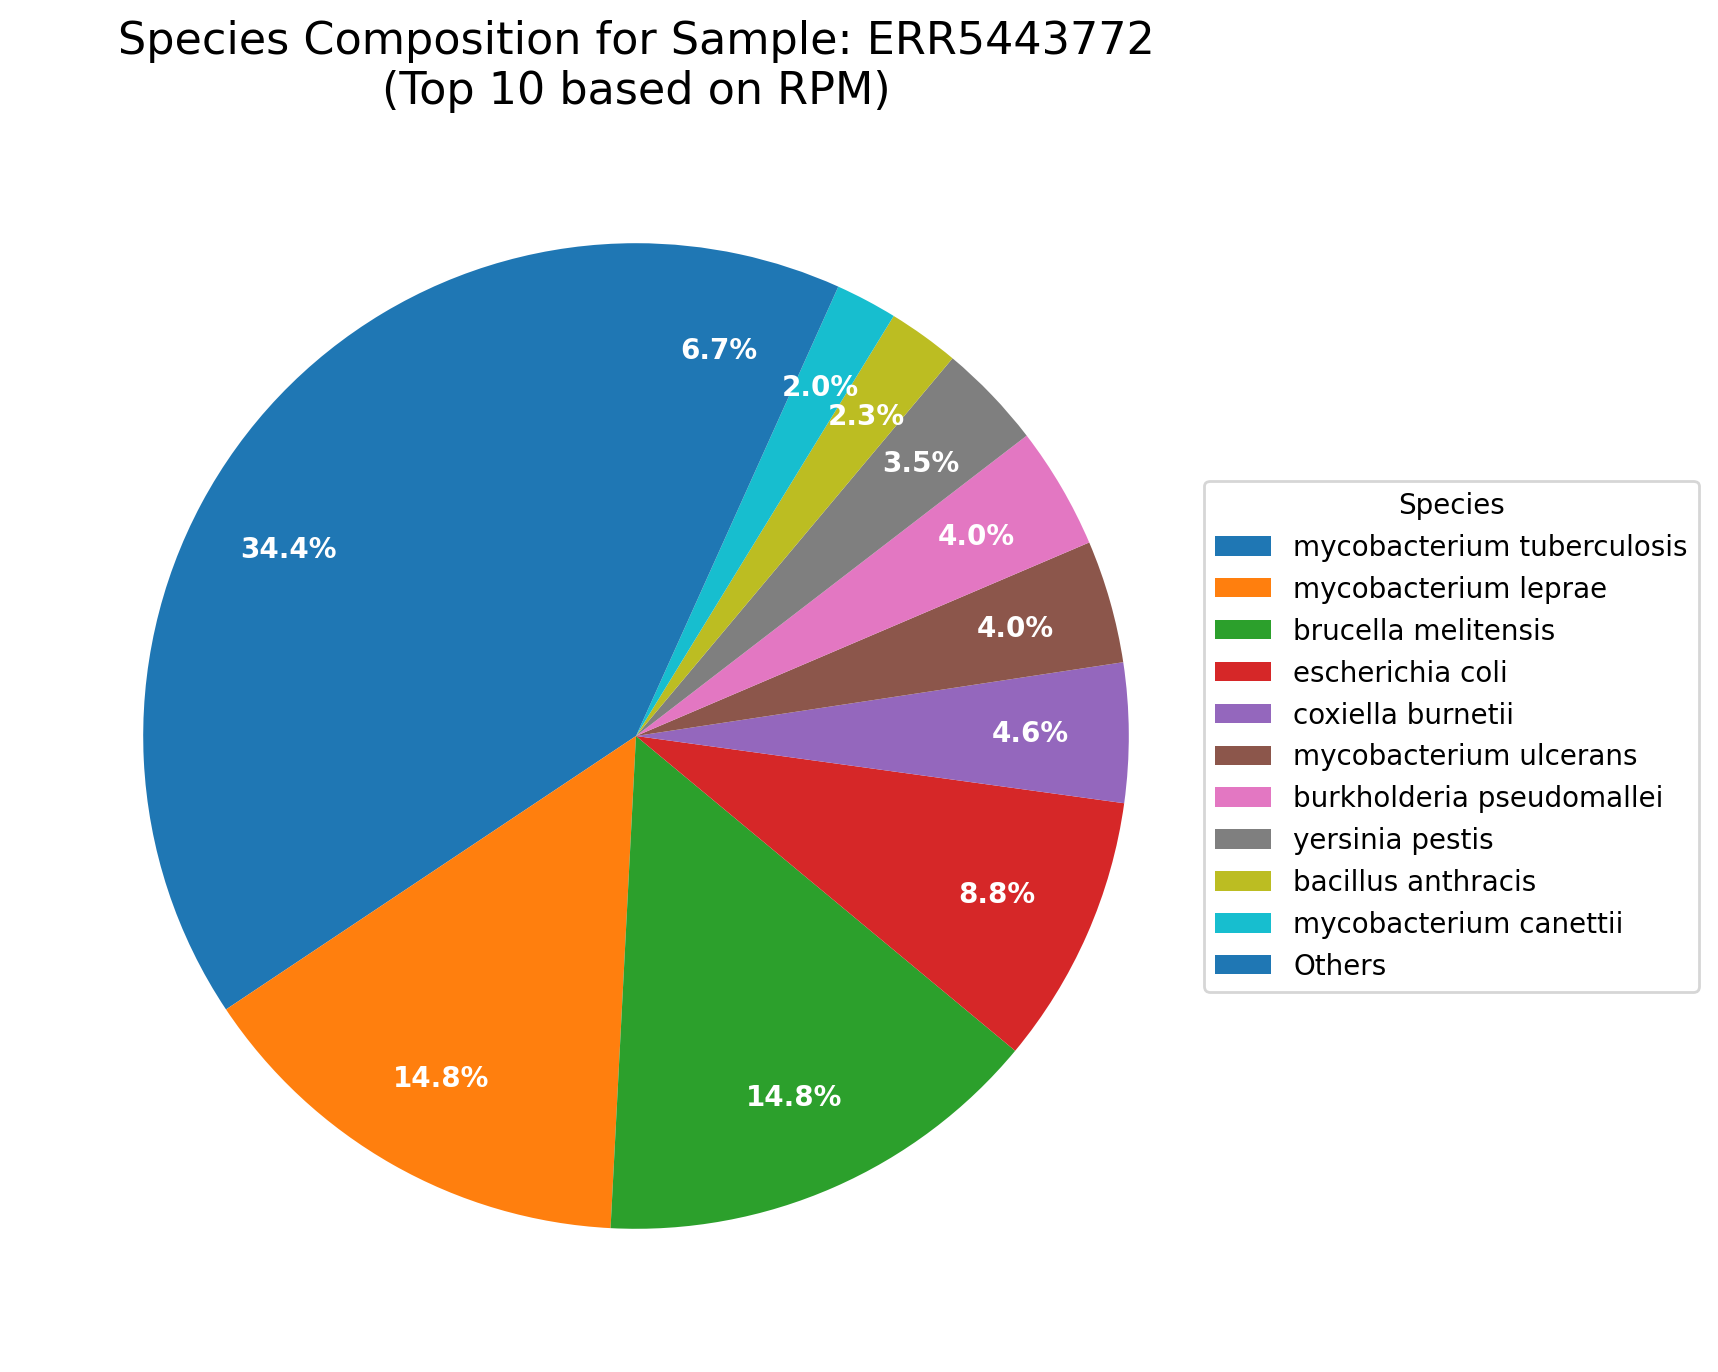 Species Composition for Sample: ERR5443772
(Top 10 based on RPM)
6.7%
2.0%
2.3%
3.5%
4.0%
34.4%
4.0%
4.6%
8.8%
14.8%
14.8%
Species
mycobacterium tuberculosis
mycobacterium leprae
brucella melitensis
escherichia coli
coxiella burnetii
mycobacterium ulcerans
burkholderia pseudomallei
yersinia pestis
bacillus anthracis
mycobacterium canettii
Others